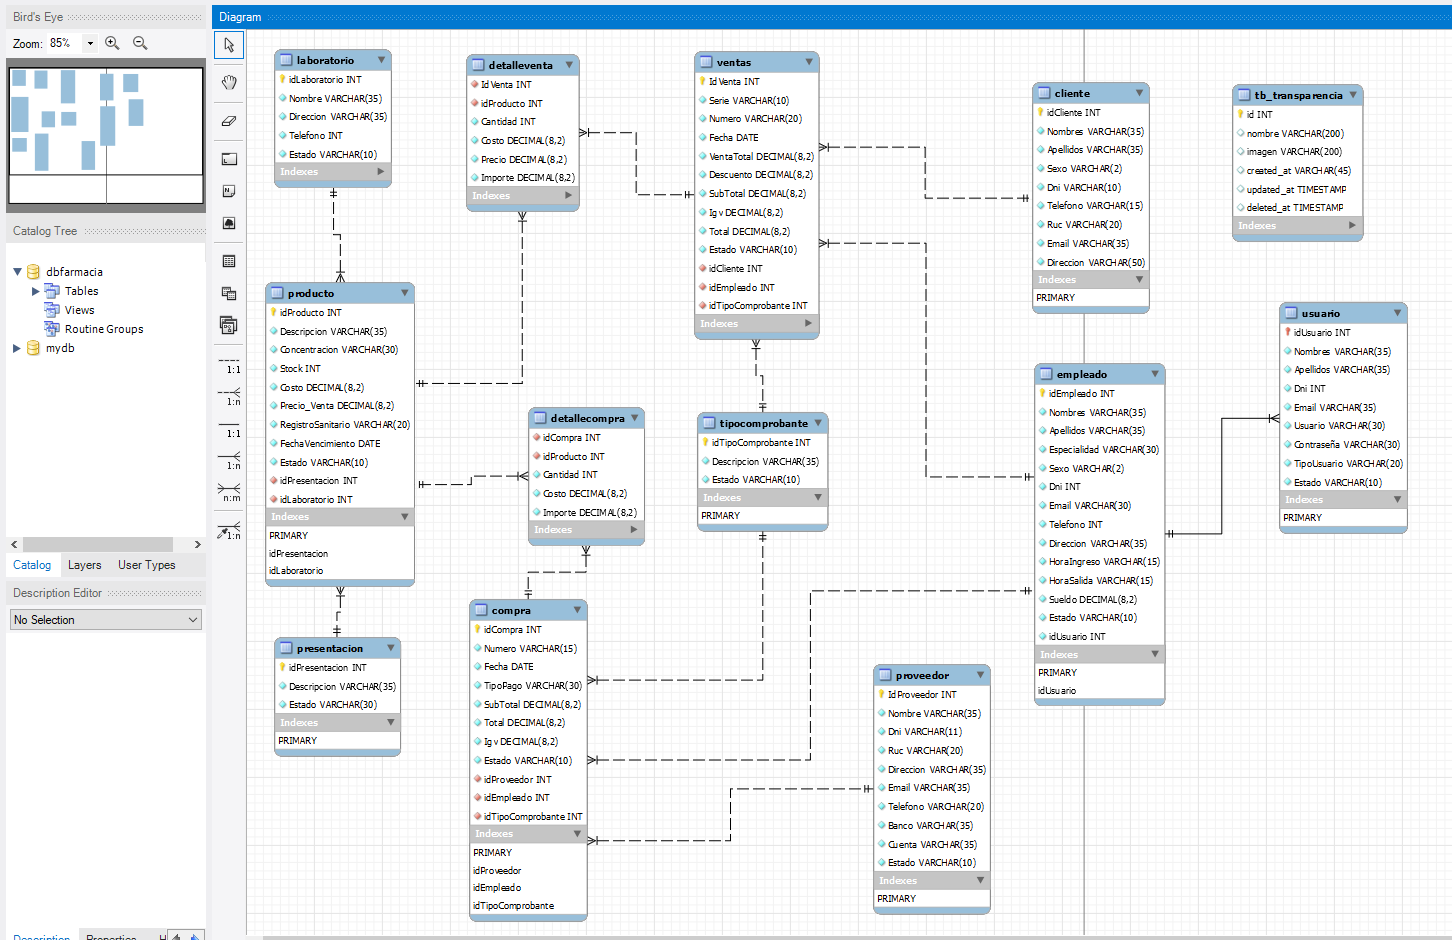 Bird's Eye
Zoom: 85%
Catalog Tree
dbfarmacia
Tables
Views
Routine Groups
mydb
Catalog
Layers
User Types
Description Editor
No Selection
Description
Properties
H
Diagram
1:1
1:n
1:1
1:n
n:m
1:n
laboratorio
idLaboratorio INT
Nombre VARCHAR(35)
Direccion VARCHAR(35)
Telefono INT
Estado VARCHAR(10)
Indexes
detalleventa
IdVenta INT
idProducto INT
Cantidad INT
Costo DECIMAL(8,2)
Precio DECIMAL(8,2)
Importe DECIMAL(8,2)
Indexes
ventas
IdVenta INT
Serie VARCHAR(10)
Numero VARCHAR(20)
Fecha DATE
VentaTotal DECIMAL(8,2)
Descuento DECIMAL(8,2)
SubTotal DECIMAL(8,2)
Igv DECIMAL(8,2)
Total DECIMAL(8,2)
Estado VARCHAR(10)
idCliente INT
idEmpleado INT
idTipoComprobante INT
Indexes
cliente
idCliente INT
Nombres VARCHAR(35)
Apellidos VARCHAR(35)
Sexo VARCHAR(2)
Dni VARCHAR(10)
Telefono VARCHAR(15)
Ruc VARCHAR(20)
Email VARCHAR(35)
Direccion VARCHAR(50)
Indexes
PRIMARY
tb_transparencia
id INT
nombre VARCHAR(200)
imagen VARCHAR(200)
created_at VARCHAR(45)
updated_at TIMESTAMP
deleted_at TIMESTAMP
Indexes
producto
idProducto INT
Descripcion VARCHAR(35)
Concentracion VARCHAR(30)
Stock INT
Costo DECIMAL(8,2)
Precio_Venta DECIMAL(8,2)
RegistroSanitario VARCHAR(20)
FechaVencimiento DATE
Estado VARCHAR(10)
idPresentacion INT
idLaboratorio INT
Indexes
PRIMARY
idPresentacion
idLaboratorio
detallecompra
idCompra INT
idProducto INT
Cantidad INT
Costo DECIMAL(8,2)
Importe DECIMAL(8,2)
Indexes
tipocomprobante
idTipoComprobante INT
Descripcion VARCHAR(35)
Estado VARCHAR(10)
Indexes
PRIMARY
empleado
idEmpleado INT
Nombres VARCHAR(35)
Apellidos VARCHAR(35)
Especialidad VARCHAR(30)
Sexo VARCHAR(2)
Dni INT
Email VARCHAR(30)
Telefono INT
Direccion VARCHAR(35)
HoraIngreso VARCHAR(15)
HoraSalida VARCHAR(15)
Sueldo DECIMAL(8,2)
Estado VARCHAR(10)
idUsuario INT
Indexes
PRIMARY
idUsuario
usuario
idUsuario INT
Nombres VARCHAR(35)
Apellidos VARCHAR(35)
Dni INT
Email VARCHAR(35)
Usuario VARCHAR(30)
Contraseña VARCHAR(30)
TipoUsuario VARCHAR(20)
Estado VARCHAR(10)
Indexes
PRIMARY
presentacion
idPresentacion INT
Descripcion VARCHAR(35)
Estado VARCHAR(30)
Indexes
PRIMARY
compra
idCompra INT
Numero VARCHAR(15)
Fecha DATE
TipoPago VARCHAR(30)
SubTotal DECIMAL(8,2)
Total DECIMAL(8,2)
Igv DECIMAL(8,2)
Estado VARCHAR(10)
idProveedor INT
idEmpleado INT
idTipoComprobante INT
Indexes
PRIMARY
idProveedor
idEmpleado
idTipoComprobante
proveedor
IdProveedor INT
Nombre VARCHAR(35)
Dni VARCHAR(11)
Ruc VARCHAR(20)
Direccion VARCHAR(35)
Email VARCHAR(35)
Telefono VARCHAR(20)
Banco VARCHAR(35)
Cuenta VARCHAR(35)
Estado VARCHAR(10)
Indexes
PRIMARY